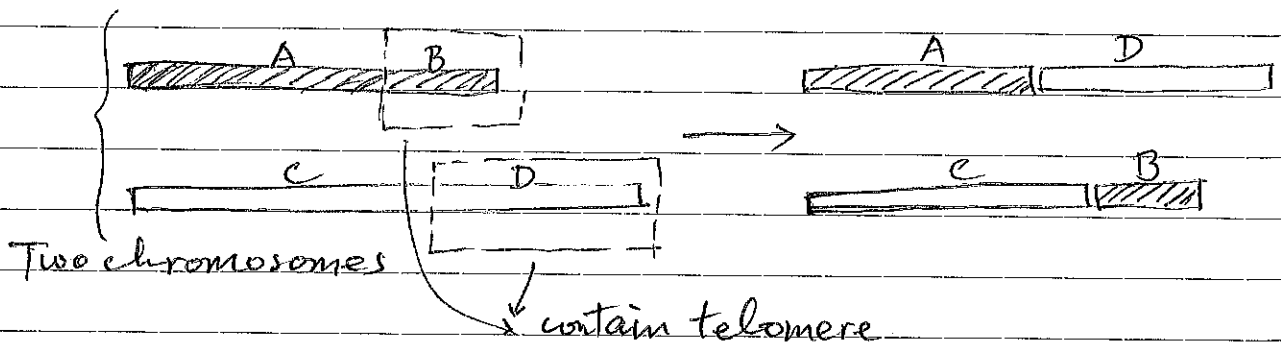 A B A D
C D C B
Two chromosomes
contain telomere